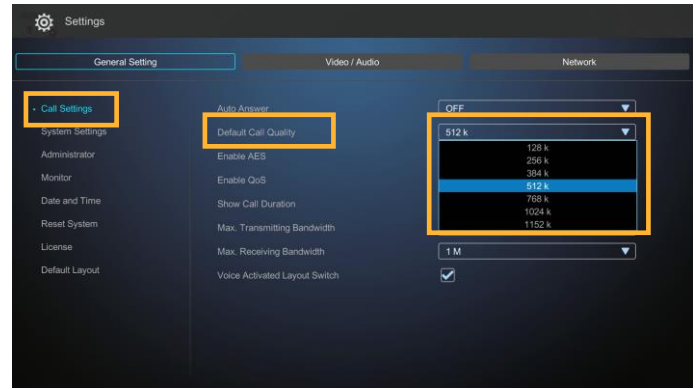 Settings
General Setting Video / Audio Network
Call Settings
System Settings
Administrator
Monitor
Date and Time
Reset System
License
Default Layout
Auto Answer OFF
Default Call Quality 512 k
Enable AES
Enable QoS
Show Call Duration
Max. Transmitting Bandwidth
128 k
256 k
384 k
512 k
768 k
1024 k
1152 k
Max. Receiving Bandwidth 1 M
Voice Activated Layout Switch